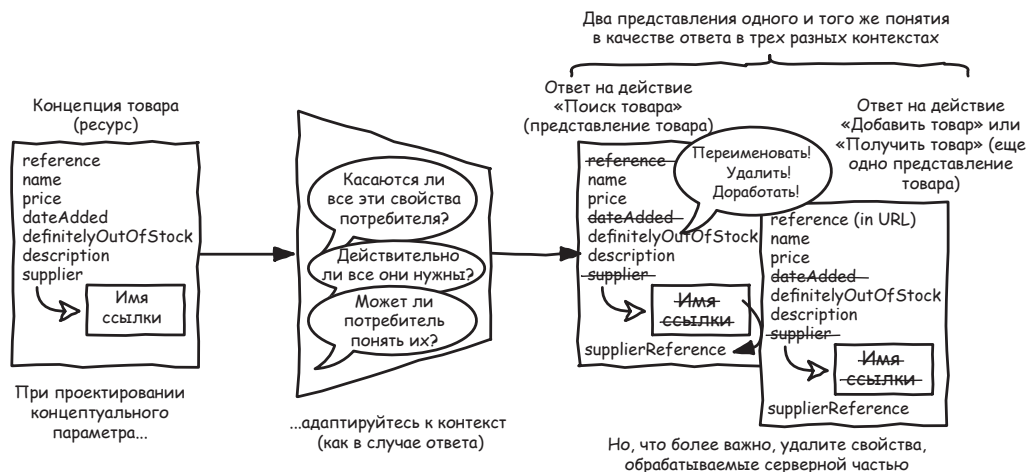 Два представления одного и того же понятия
в качестве ответа в трех разных контекстах
Концепция товара
(ресурс)
reference
name
price
dateAdded
definitelyOutOfStock
description
supplier
Имя
ссылки
При проектировании
концептуального
параметра...
Касаются ли
все эти свойства
потребителя?
Действительно
ли все они нужны?
Может ли
потребитель
понять их?
...адаптируйтесь к контекст
(как в случае ответа)
Ответ на действие
«Поиск товара»
(представление товара)
reference
name
price
dateAdded
definitelyOutOfStock
description
supplier
Имя
ссылки
supplierReference
Переименовать!
Удалить!
Доработать!
Ответ на действие
«Добавить товар» или
«Получить товар» (еще
одно представление
товара)
reference (in URL)
name
price
dateAdded
definitelyOutOfStock
description
supplier
Имя
ссылки
supplierReference
Но, что более важно, удалите свойства,
обрабатываемые серверной частью